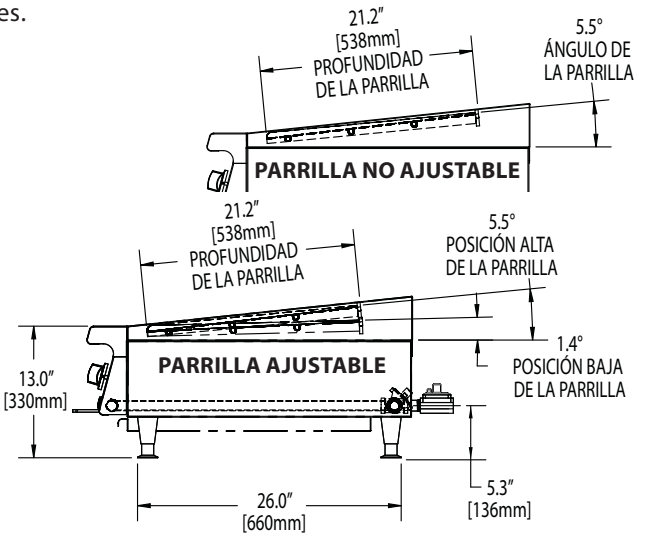 es.
21.2"
[538mm]
PROFUNDIDAD
DE LA PARRILLA
5.5°
ÁNGULO DE
LA PARRILLA
PARRILLA NO AJUSTABLE
21.2"
[538mm]
PROFUNDIDAD
DE LA PARRILLA
5.5°
POSICIÓN ALTA
DE LA PARRILLA
1.4°
POSICIÓN BAJA
DE LA PARRILLA
PARRILLA AJUSTABLE
13.0"
[330mm]
5.3"
[136mm]
26.0"
[660mm]